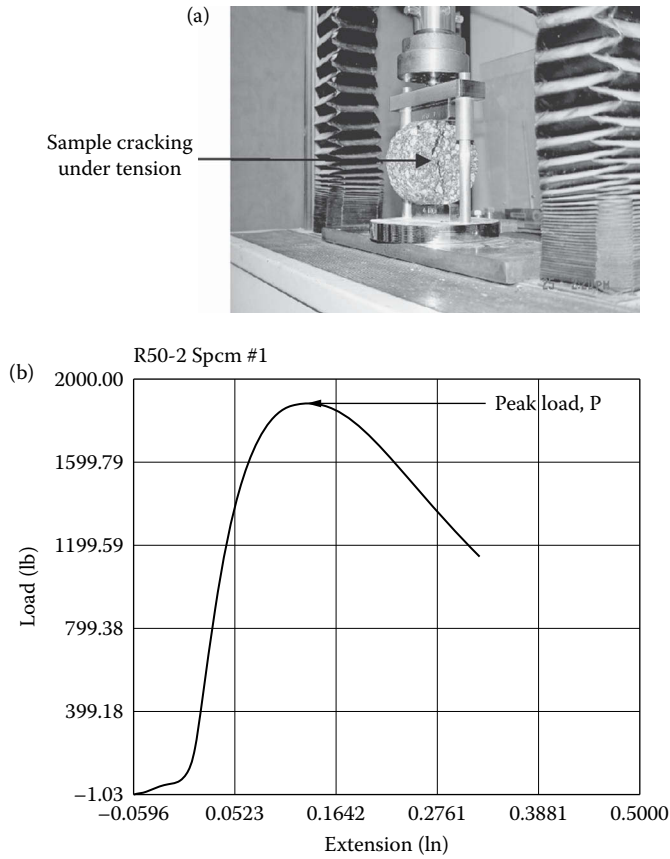 (a)
Sample cracking
under tension
(b)
R50-2 Spcm #1
2000.00
Peak load, P
1599.79
1199.59
799.38
399.18
−1.03
Load (lb)
−0.0596
0.0523
0.1642
0.2761
0.3881
0.5000
Extension (ln)